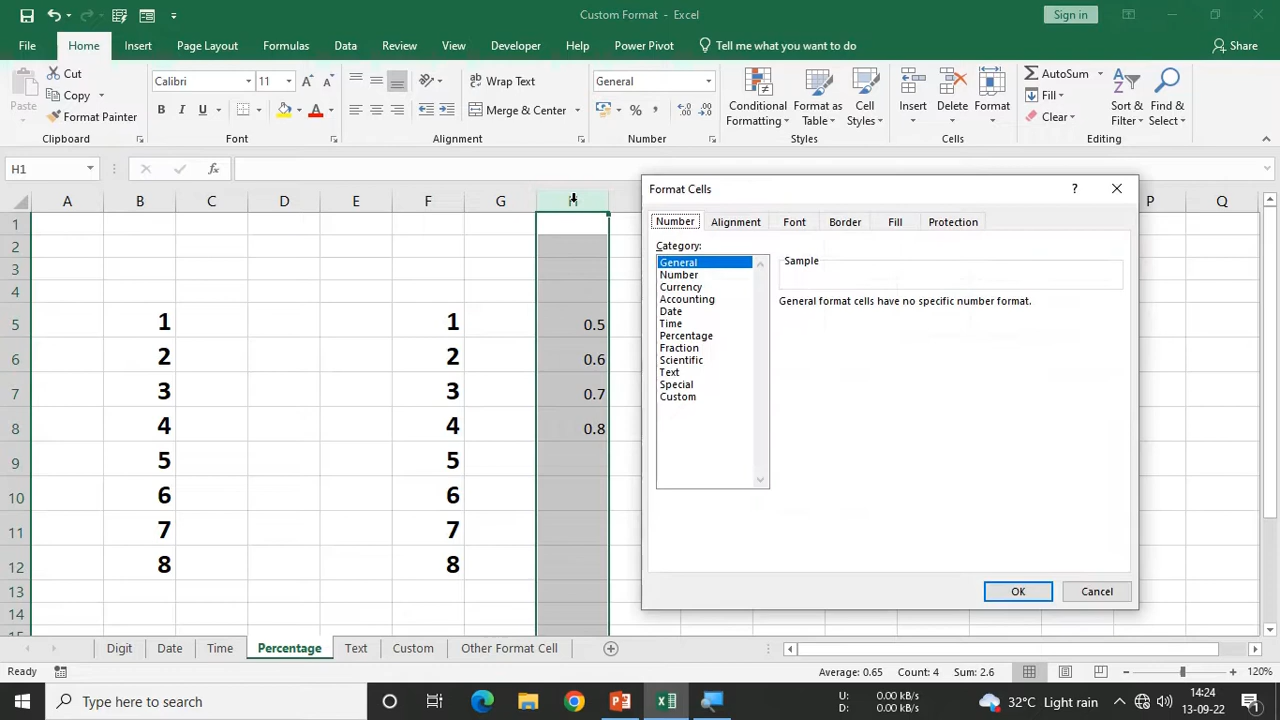 Custom Format - Excel
Sign in
File Home Insert Page Layout Formulas Data Review View Developer Help Power Pivot Tell me what you want to do Share
Paste Cut
Copy
Format Painter
Calibri 11
B I U
Wrap Text
Merge & Center
General
Conditional Formatting
Format as Table
Cell Styles
Insert Delete Format
AutoSum
Fill
Clear
Sort & Filter
Find & Select
Clipboard Font Alignment Number Styles Cells Editing
H1 fx
A B C D E F G H P Q
1
2
3
4
5 1 1 0.5
6 2 2 0.6
7 3 3 0.7
8 4 4 0.8
9 5 5
10 6 6
11 7 7
12 8 8
13
14
15
Format Cells ?
Number Alignment Font Border Fill Protection
Category:
General
Number
Currency
Accounting
Date
Time
Percentage
Fraction
Scientific
Text
Special
Custom
Sample
General format cells have no specific number format.
OK Cancel
Digit Date Time Percentage Text Custom Other Format Cell
Ready Average: 0.65 Count: 4 Sum: 2.6 120%
Type here to search
U: 0.00 kB/s
D: 0.00 kB/s
32°C Light rain
14:24
13-09-22
1